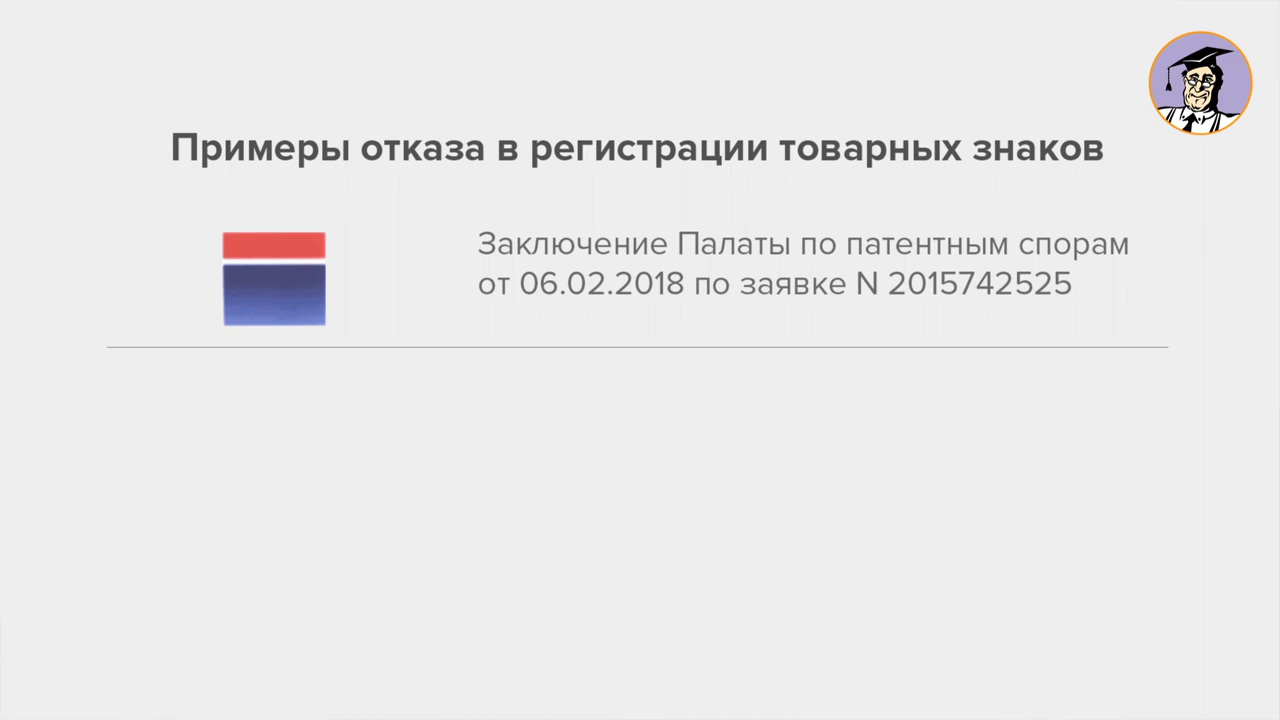 Примеры отказа в регистрации товарных знаков
Заключение Палаты по патентным спорам
от 06.02.2018 по заявке N 2015742525